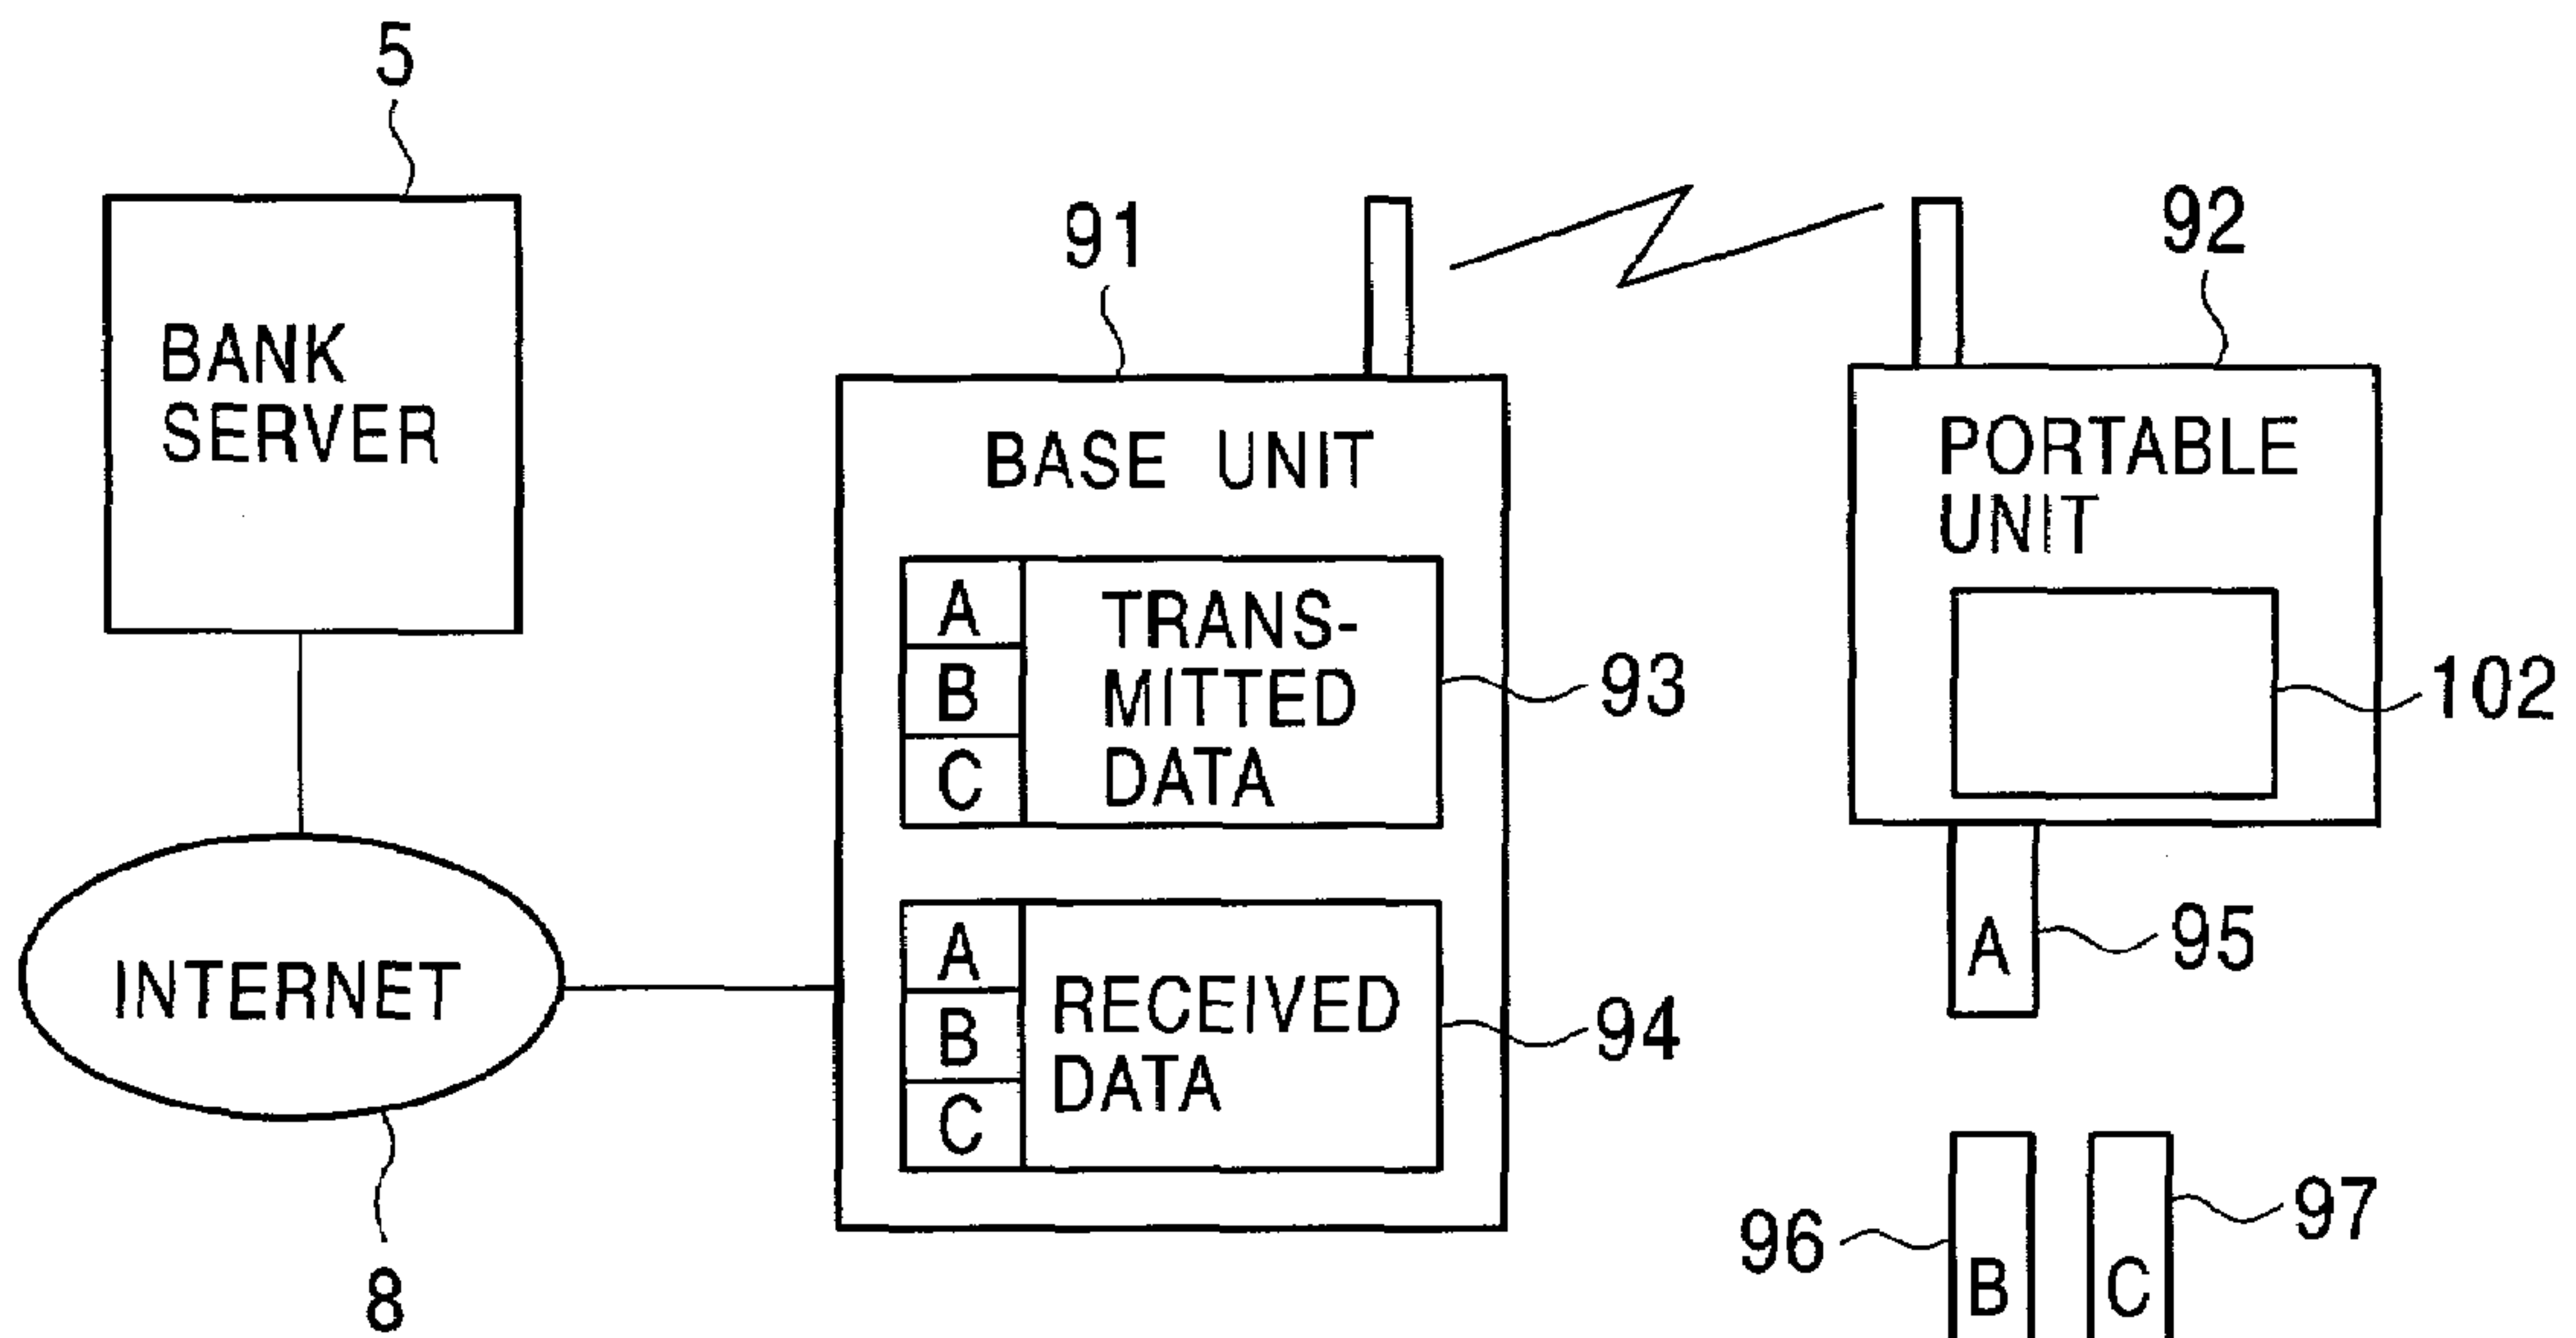 5
BANK
SERVER
INTERNET
8
91
BASE UNIT
A
B
C
TRANS-
MITTED
DATA
93
A
B
C
RECEIVED
DATA
94
92
PORTABLE
UNIT
102
A
95
96
B
C
97